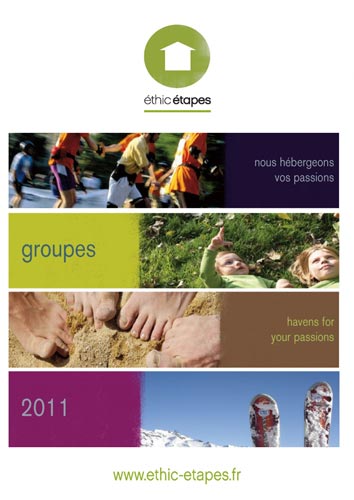 éthic étapes
nous hébergeons
vos passions
groupes
havens for
your passions
2011
www.ethic-etapes.fr